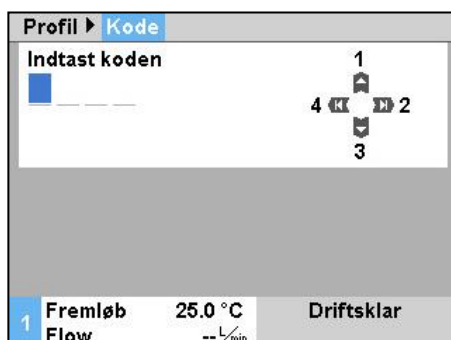 Profil Kode
Indtast koden
1
4 2
3
1 Fremløb 25.0 °C Driftsklar
Flow -- L/min